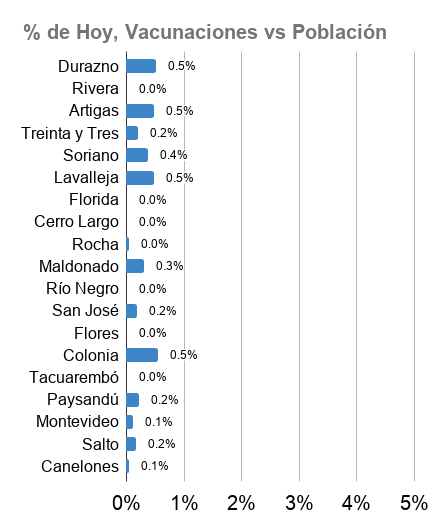 % de Hoy, Vacunaciones vs Población
Durazno 0.5%
Rivera 0.0%
Artigas 0.5%
Treinta y Tres 0.2%
Soriano 0.4%
Lavalleja 0.5%
Florida 0.0%
Cerro Largo 0.0%
Rocha 0.0%
Maldonado 0.3%
Río Negro 0.0%
San José 0.2%
Flores 0.0%
Colonia 0.5%
Tacuarembó 0.0%
Paysandú 0.2%
Montevideo 0.1%
Salto 0.2%
Canelones 0.1%
0% 1% 2% 3% 4% 5%